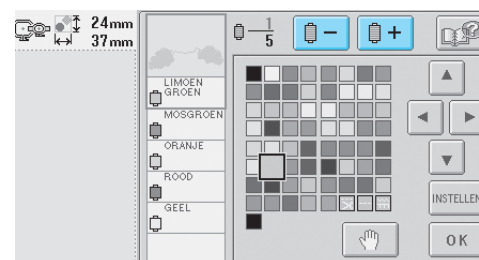 24mm
37mm
1
5
−
+
LIMOEN
GROEN
MOSGROEN
ORANJE
ROOD
GEEL
INSTELLEN
OK